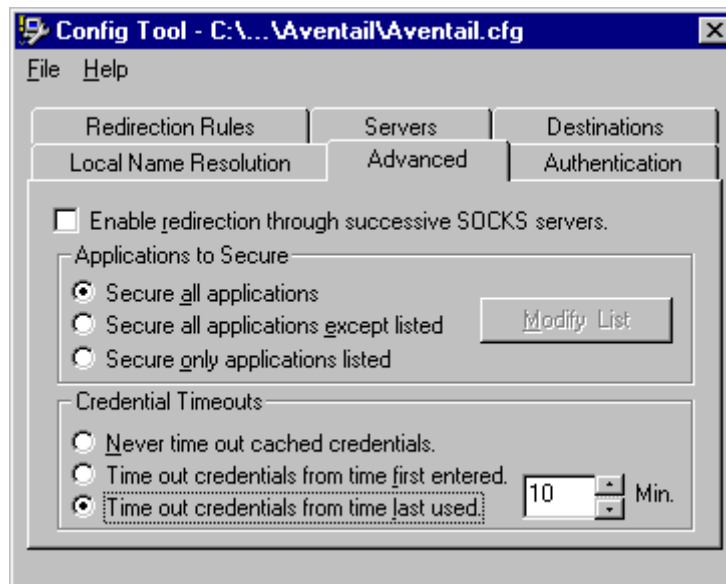 Config Tool - C:\...\Aventail\Aventail.cfg
File Help
Redirection Rules Servers Destinations
Local Name Resolution Advanced Authentication
Enable redirection through successive SOCKS servers.
Applications to Secure
Secure all applications
Secure all applications except listed
Modify List
Secure only applications listed
Credential Timeouts
Never time out cached credentials.
Time out credentials from time first entered.
10 Min.
Time out credentials from time last used.